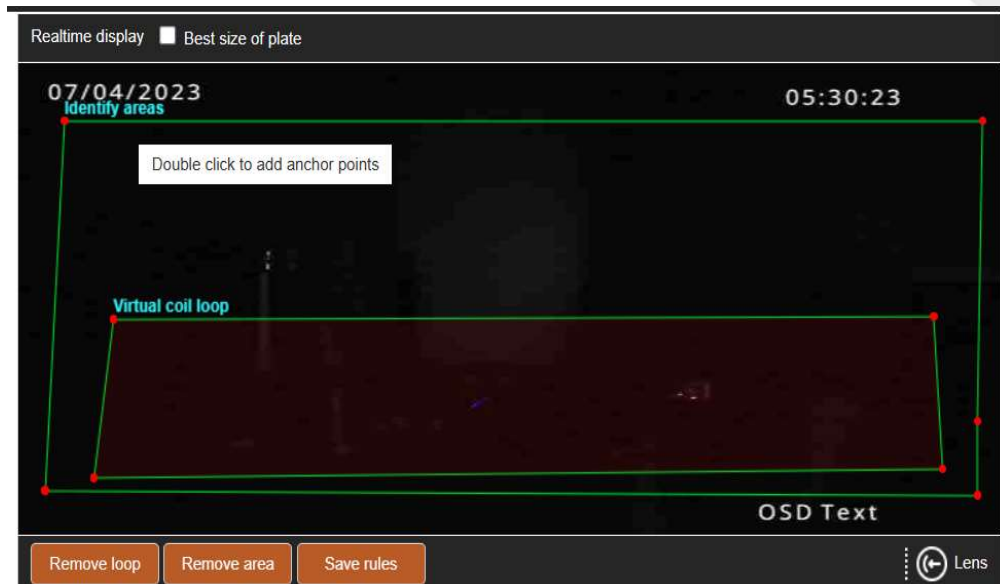 Realtime display Best size of plate
07/04/2023 05:30:23
Identify areas
Double click to add anchor points
Virtual coil loop
OSD Text
Remove loop Remove area Save rules Lens